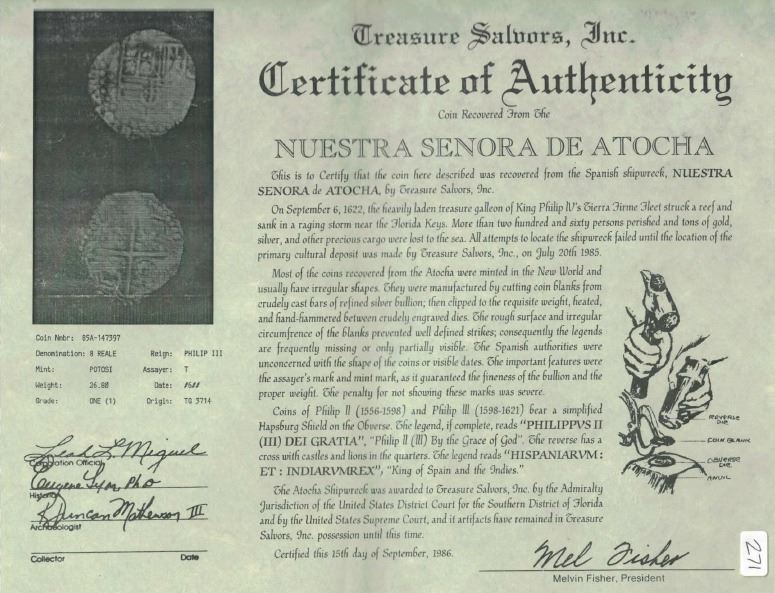 Treasure Salvors, Inc.
Certificate of Authenticity
Coin Recovered From The
NUESTRA SENORA DE ATOCHA
This is to Certify that the coin here described was recovered from the Spanish shipwreck, NUESTRA
SENORA de ATOCHA, by Treasure Salvors, Inc.
On September 6, 1622, the heavily laden treasure galleon of King Philip IV's Tierra Firme Fleet struck a reef and
sank in a raging storm near the Florida Keys. More than two hundred and sixty persons perished and tons of gold,
silver, and other precious cargo were lost to the sea. All attempts to locate the shipwreck failed until the location of the
primary cultural deposit was made by Treasure Salvors, Inc., on July 20th 1985.
Most of the coins recovered from the Atocha were minted in the New World and
usually have irregular shapes. They were manufactured by cutting coin blanks from
crudely cast bars of refined silver bullion; then clipped to the requisite weight, heated,
and hand-hammered between crudely engraved dies. The rough surface and irregular
circumfrence of the blanks prevented well defined strikes; consequently the legends
are frequently missing or only partially visible. The Spanish authorities were
unconcerned with the shape of the coins or visible dates. The important features were
the assayer's mark and mint mark, as it guaranteed the fineness of the bullion and the
proper weight. The penalty for not showing these marks was severe.
Coins of Philip II (1556-1598) and Philip III (1598-1621) bear a simplified
Hapsburg Shield on the Obverse. The legend, if complete, reads "PHILIPPVS II
(III) DEI GRATIA", "Philip II (III) By the Grace of God". The reverse has a
cross with castles and lions in the quarters. The legend reads "HISPANIARVM :
ET : INDIARVMREX", "King of Spain and the Indies."
The Atocha Shipwreck was awarded to Treasure Salvors, Inc. by the Admiralty
Jurisdiction of the United States District Court for the Southern District of Florida
and by the United States Supreme Court, and it artifacts have remained in Treasure
Salvors, Inc. possession until this time.
Certified this 15th day of September, 1986.
Mel Fisher
Melvin Fisher, President
REVERSE DIE
COIN BLANK
OBVERSE DIE
ANVIL
271
Coin Nmbr: 85A-147397
Denomination: 8 REALE Reign: PHILIP III
Mint: POTOSI Assayer: T
Weight: 26.80 Date: 1600
Grade: ONE (1) Origin: TG 3714
Leah L. Miguel
Corporation Official
Eugene Lyon, PhD
Historian
R Duncan Mathewson III
Archaeologist
Collector Date